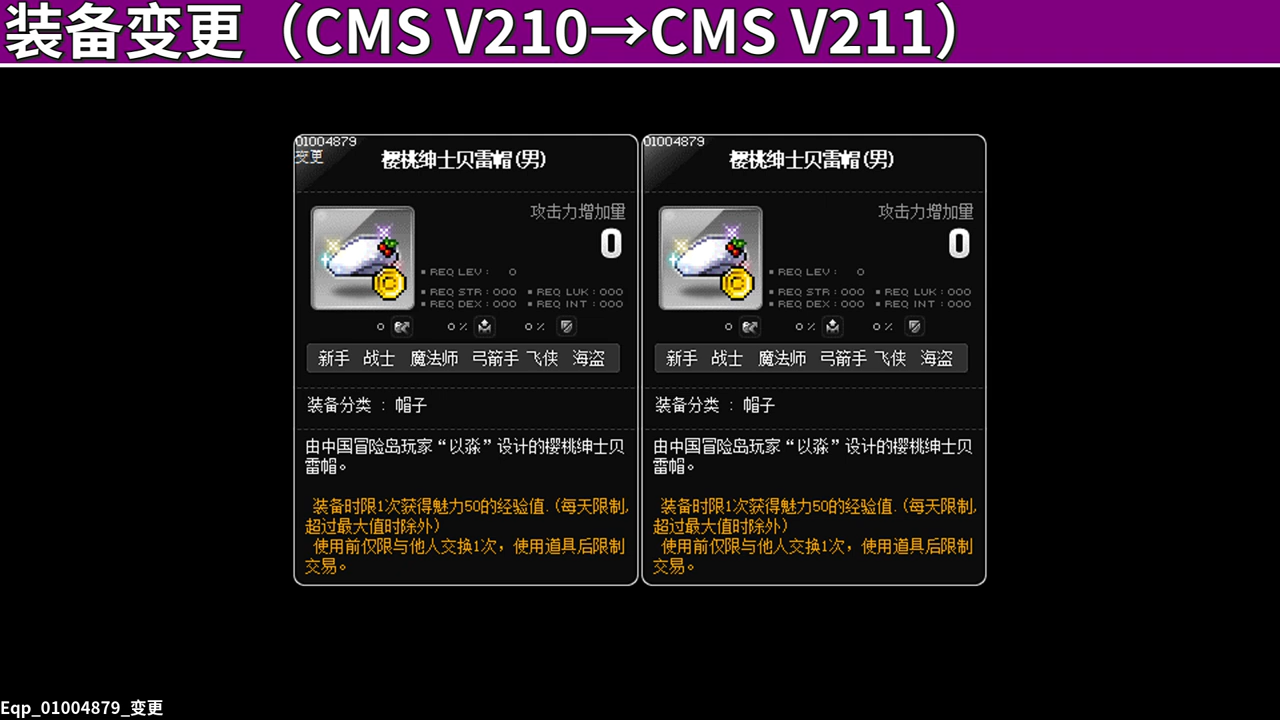 装备变更（CMS V210→CMS V211）
01004879
变更
樱桃绅士贝雷帽(男)
攻击力增加量
0
REQ LEV : 0
REQ STR : 000 REQ LUK : 000
REQ DEX : 000 REQ INT : 000
0 0 % 0 %
新手 战士 魔法师 弓箭手 飞侠 海盗
装备分类 : 帽子
由中国冒险岛玩家“以淼”设计的樱桃绅士贝
雷帽。
装备时限1次获得魅力50的经验值.(每天限制,
超过最大值时除外)
使用前仅限与他人交换1次，使用道具后限制
交易。
01004879
樱桃绅士贝雷帽(男)
攻击力增加量
0
REQ LEV : 0
REQ STR : 000 REQ LUK : 000
REQ DEX : 000 REQ INT : 000
0 0 % 0 %
新手 战士 魔法师 弓箭手 飞侠 海盗
装备分类 : 帽子
由中国冒险岛玩家“以淼”设计的樱桃绅士贝
雷帽。
装备时限1次获得魅力50的经验值.(每天限制,
超过最大值时除外)
使用前仅限与他人交换1次，使用道具后限制
交易。
Eqp_01004879_变更